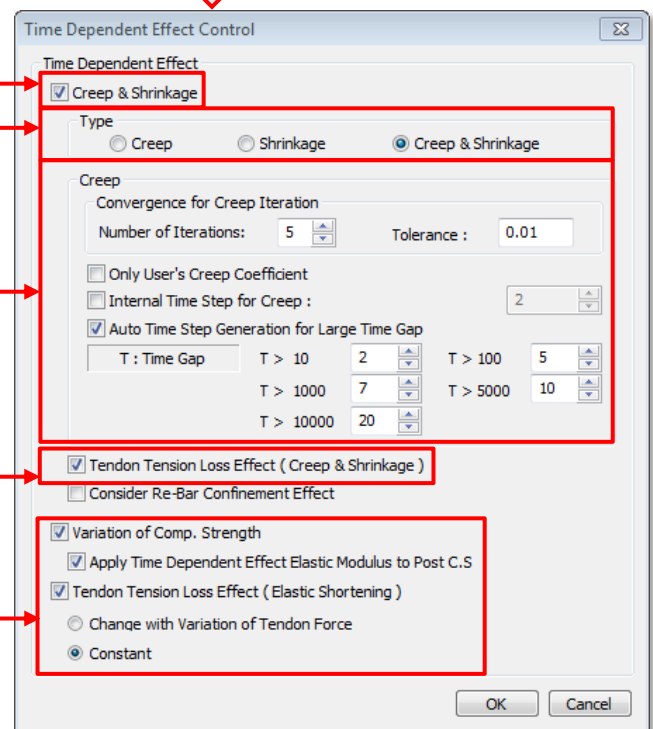 Time Dependent Effect Control
Time Dependent Effect
Creep & Shrinkage
Type
Creep Shrinkage Creep & Shrinkage
Creep
Convergence for Creep Iteration
Number of Iterations: 5 Tolerance : 0.01
Only User's Creep Coefficient
Internal Time Step for Creep : 2
Auto Time Step Generation for Large Time Gap
T : Time Gap T > 10 2 T > 100 5
T > 1000 7 T > 5000 10
T > 10000 20
Tendon Tension Loss Effect ( Creep & Shrinkage )
Consider Re-Bar Confinement Effect
Variation of Comp. Strength
Apply Time Dependent Effect Elastic Modulus to Post C.S
Tendon Tension Loss Effect ( Elastic Shortening )
Change with Variation of Tendon Force
Constant
OK Cancel